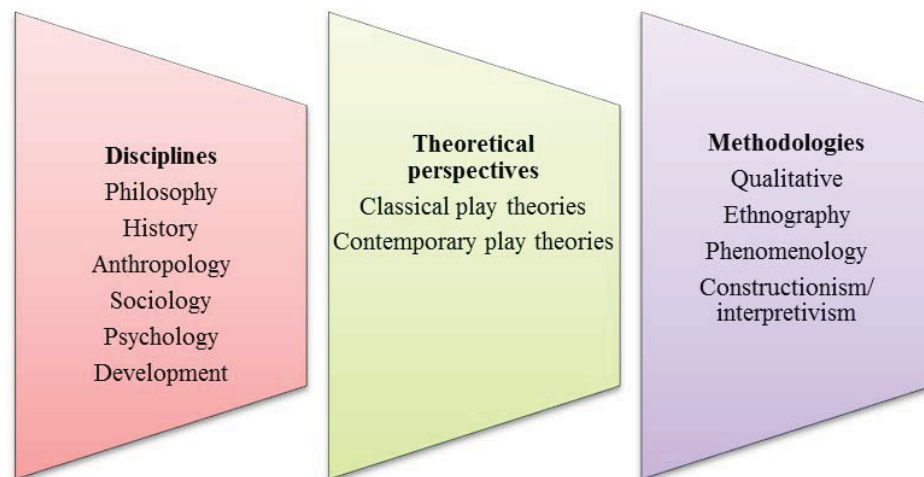 Disciplines
Philosophy
History
Anthropology
Sociology
Psychology
Development
Theoretical
perspectives
Classical play theories
Contemporary play theories
Methodologies
Qualitative
Ethnography
Phenomenology
Constructionism/
interpretivism